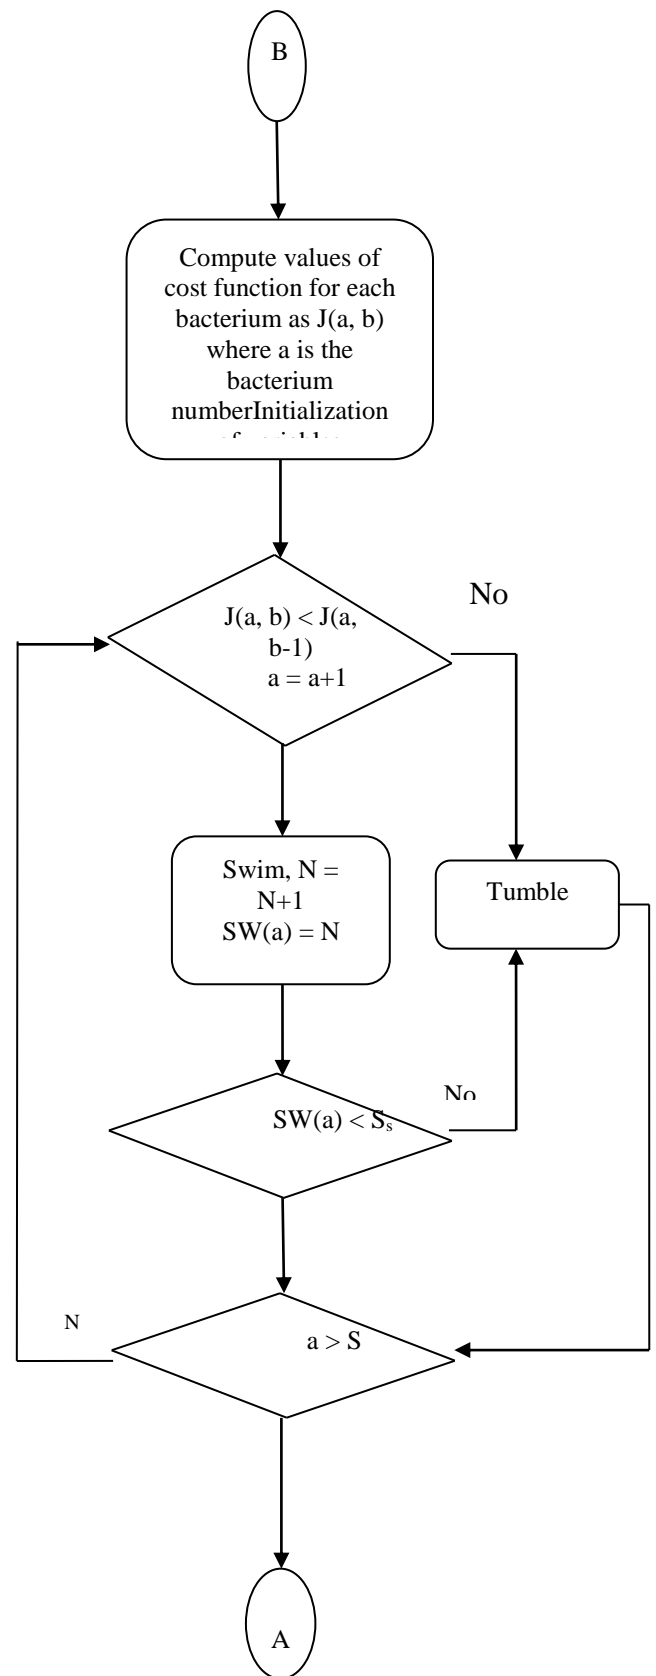 B
Compute values of
cost function for each
bacterium as J(a, b)
where a is the
bacterium
numberInitialization
J(a, b) < J(a,
b-1)
a = a+1
No
Swim, N =
N+1
SW(a) = N
Tumble
SW(a) < Sₛ
No
a > S
N
A